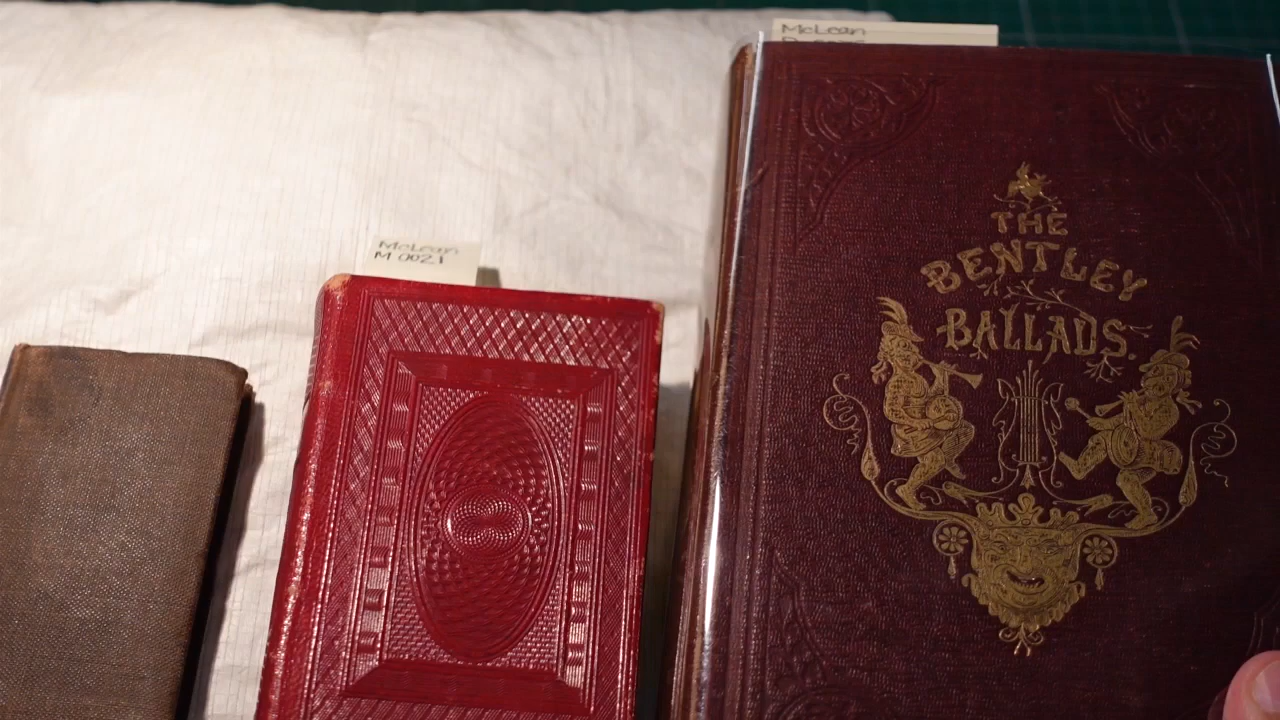 McLean
McLean
M 0021
THE
BENTLEY
BALLADS.